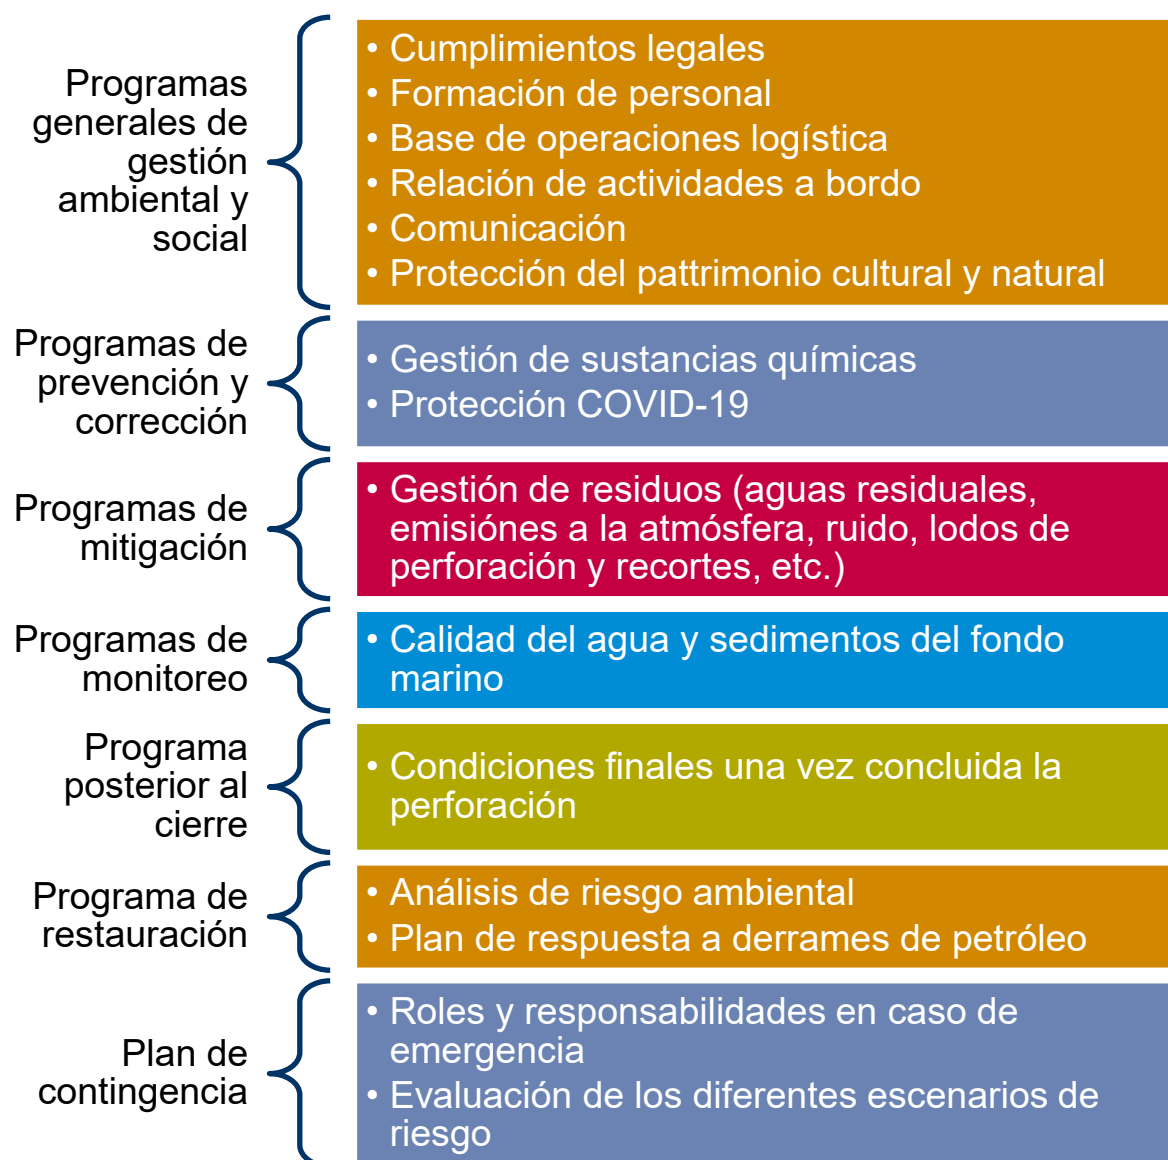 Programas
generales de
gestión
ambiental y
social
• Cumplimientos legales
• Formación de personal
• Base de operaciones logística
• Relación de actividades a bordo
• Comunicación
• Protección del pattrimonio cultural y natural
Programas de
prevención y
corrección
• Gestión de sustancias químicas
• Protección COVID-19
Programas de
mitigación
• Gestión de residuos (aguas residuales,
emisiónes a la atmósfera, ruido, lodos de
perforación y recortes, etc.)
Programas de
monitoreo
• Calidad del agua y sedimentos del fondo
marino
Programa
posterior al
cierre
• Condiciones finales una vez concluida la
perforación
Programa de
restauración
• Análisis de riesgo ambiental
• Plan de respuesta a derrames de petróleo
Plan de
contingencia
• Roles y responsabilidades en caso de
emergencia
• Evaluación de los diferentes escenarios de
riesgo